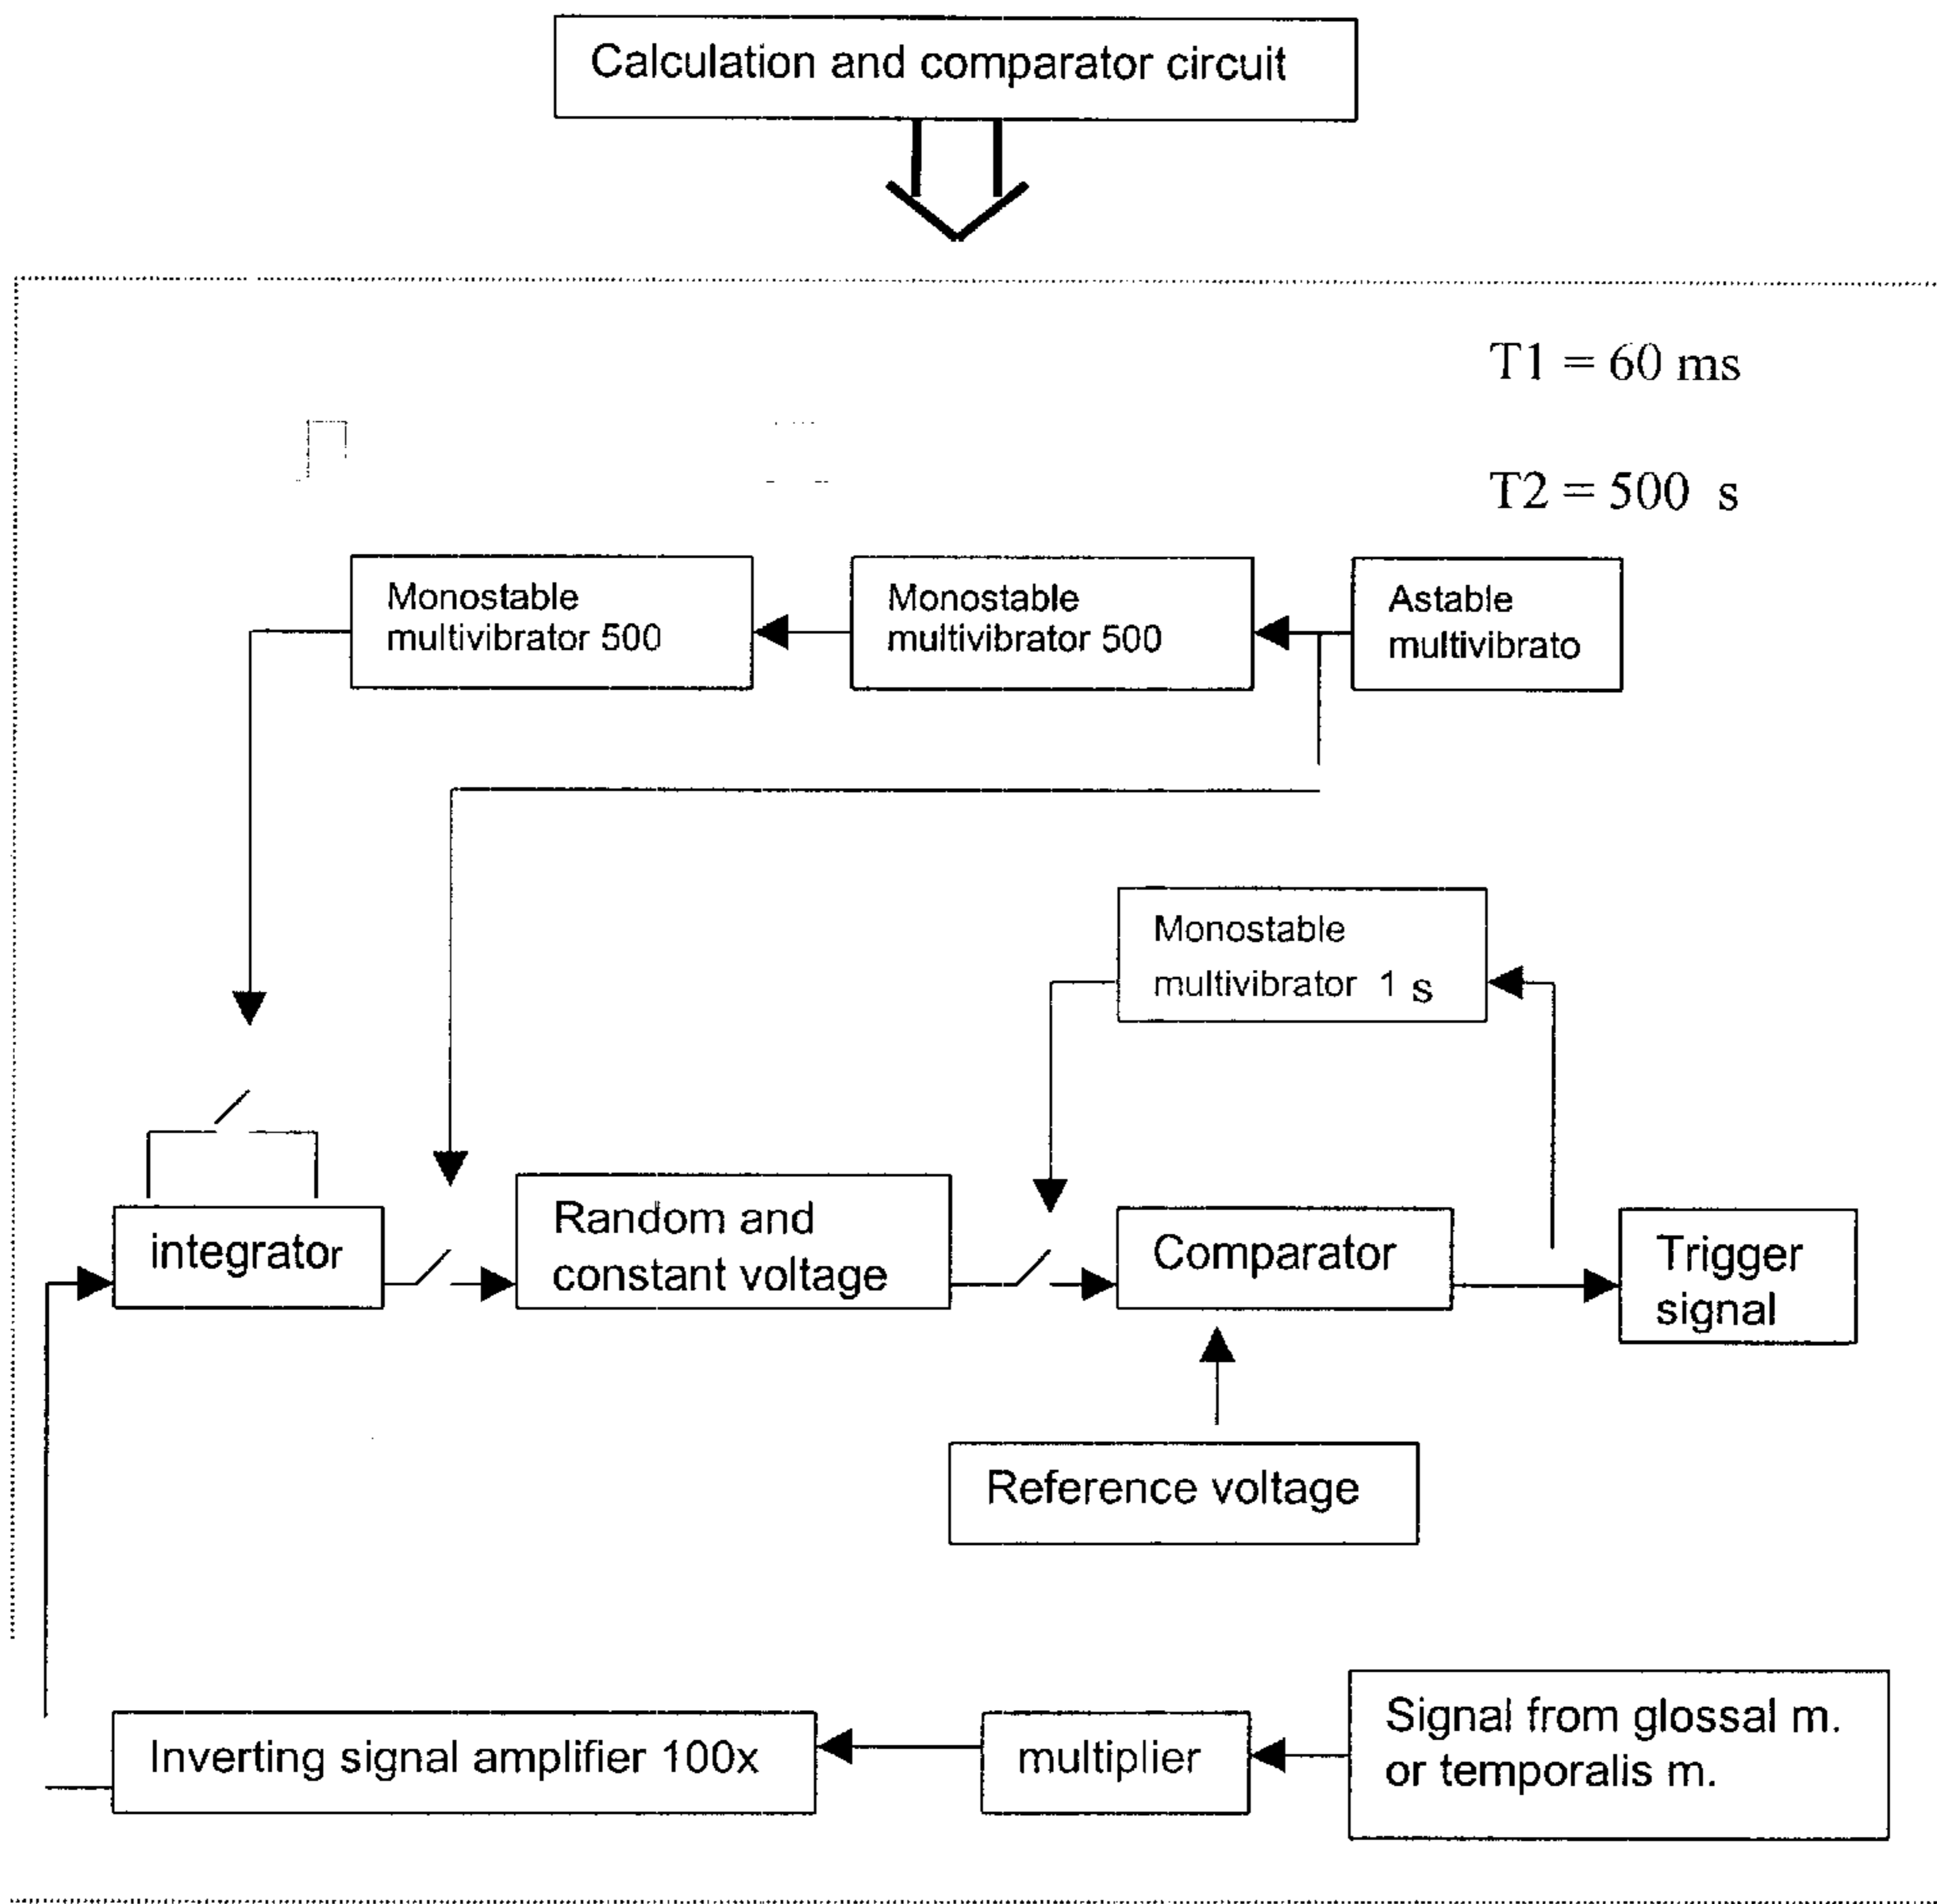 Calculation and comparator circuit
T1 = 60 ms
T2 = 500 s
Monostable
multivibrator 500
Monostable
multivibrator 500
Astable
multivibrato
Monostable
multivibrator 1 s
integrator
Random and
constant voltage
Comparator
Trigger
signal
Reference voltage
Inverting signal amplifier 100x
multiplier
Signal from glossal m.
or temporalis m.